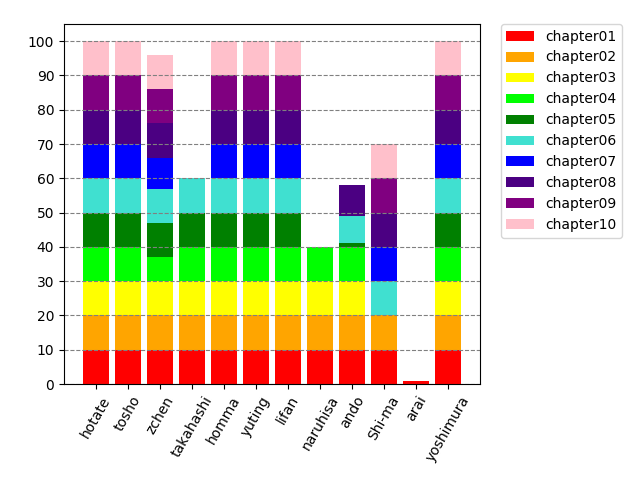 100
90
80
70
60
50
40
30
20
10
0
hotate
tosho
zchen
takahashi
homma
yuting
lifan
naruhisa
ando
Shi-ma
arai
yoshimura
chapter01
chapter02
chapter03
chapter04
chapter05
chapter06
chapter07
chapter08
chapter09
chapter10